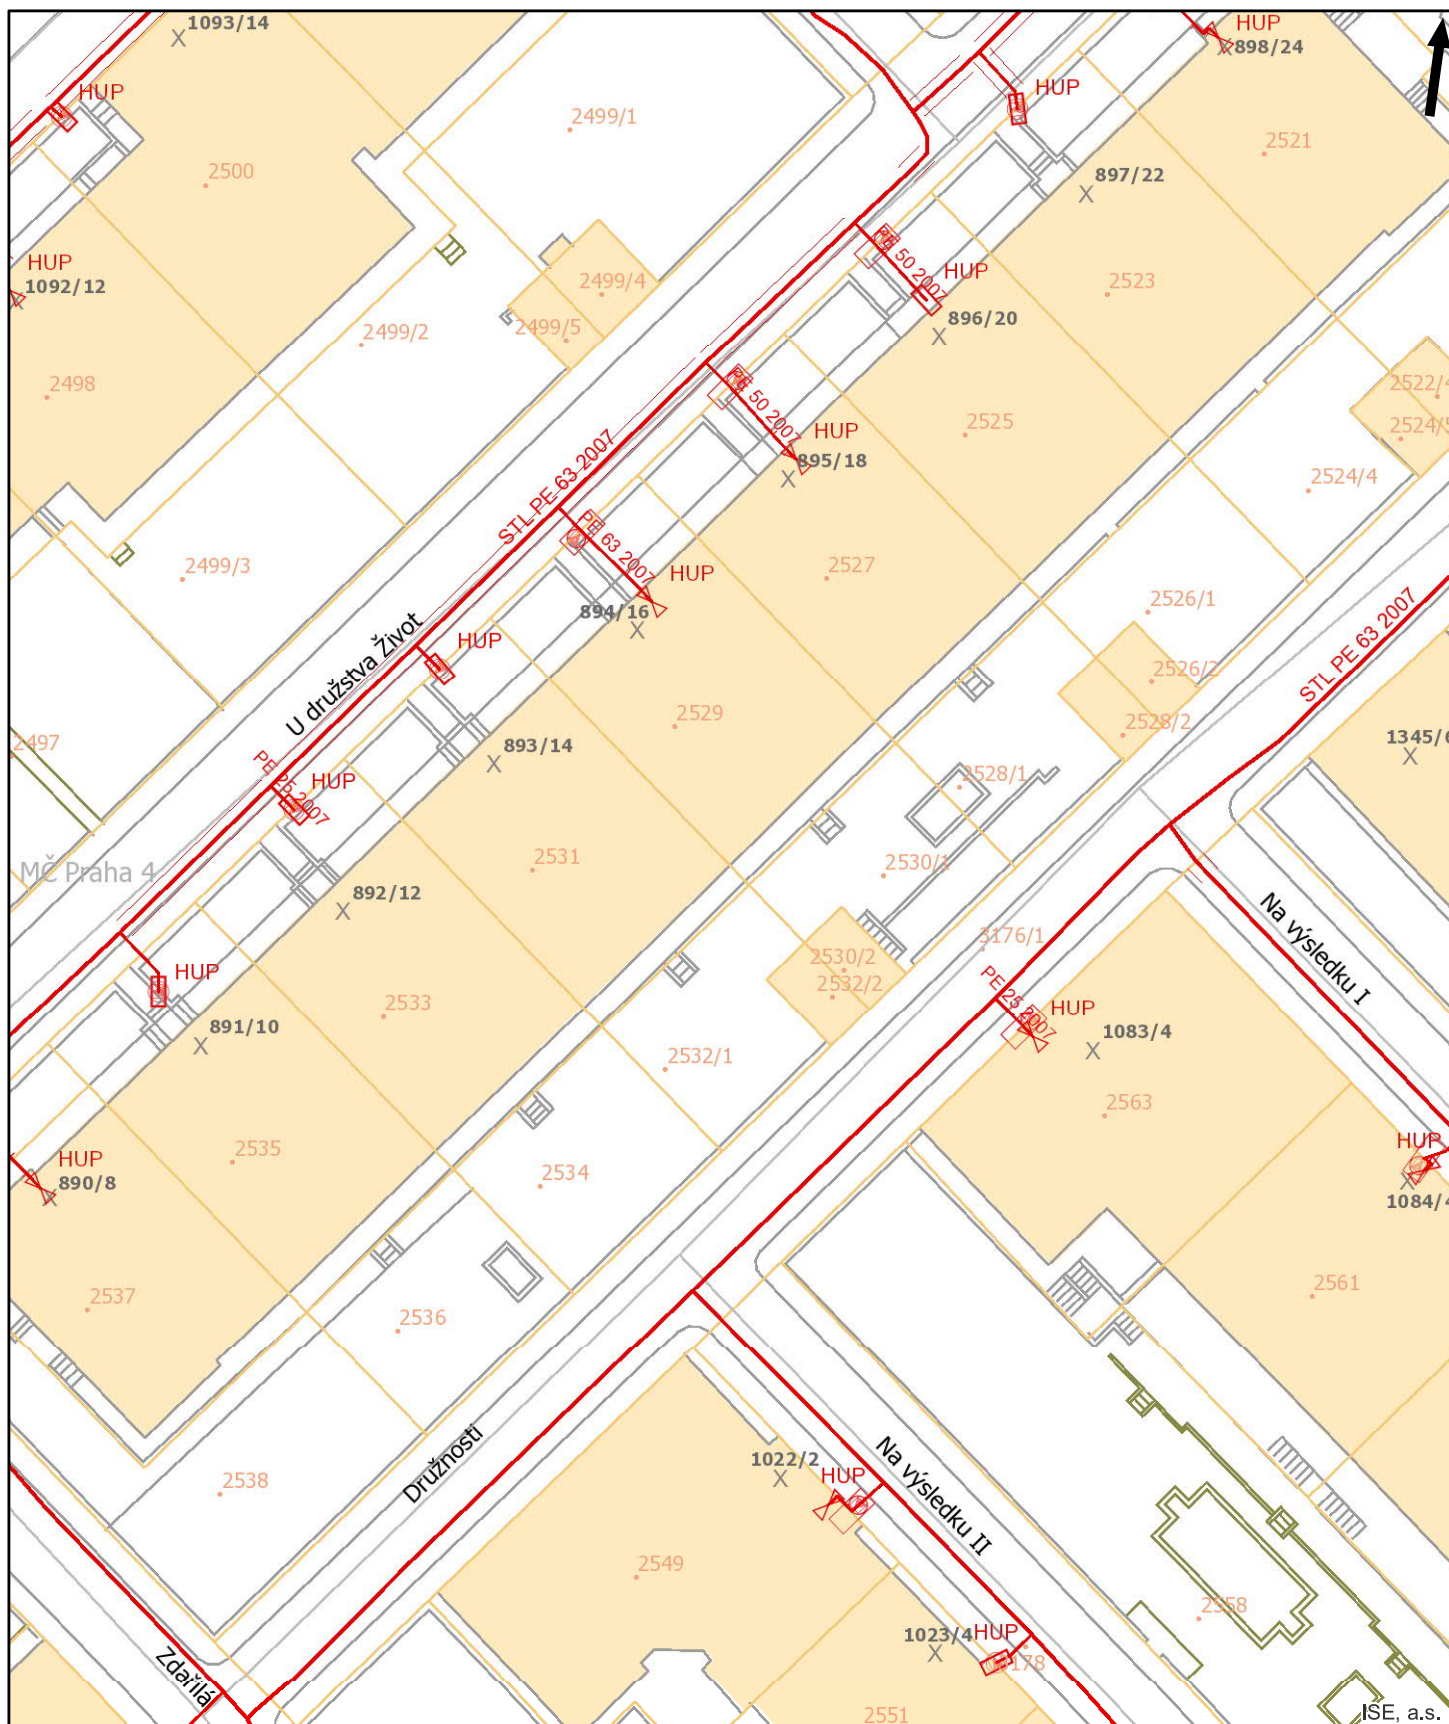 1093/14
HUP
898/24
HUP
HUP
2499/1
2521
2500
897/22
HUP
1092/12
PE 50 2007
HUP
2499/4
2523
896/20
2499/5
2499/2
2498
PE 50 2007
2522/4
2524/5
HUP
895/18
2525
2524/4
STL PE 63 2007
PE 63 2007
HUP
2499/3
2527
894/16
2526/1
STL PE 63 2007
U družstva Život
HUP
2526/2
2529
2528/2
2497
893/14
1345/6
PE 25 2007
HUP
2528/1
MČ Praha 4
2531
2530/1
892/12
Na výsledku I
3176/1
2530/2
HUP
2532/2
PE 25 2007
HUP
2533
891/10
1083/4
2532/1
2563
HUP
HUP
2535
890/8
2534
1084/4
2537
2536
2561
Družnosti
1022/2
HUP
Na výsledku II
2538
2549
2558
1023/4
HUP
178
Zdařilá
2551
ISE, a.s.